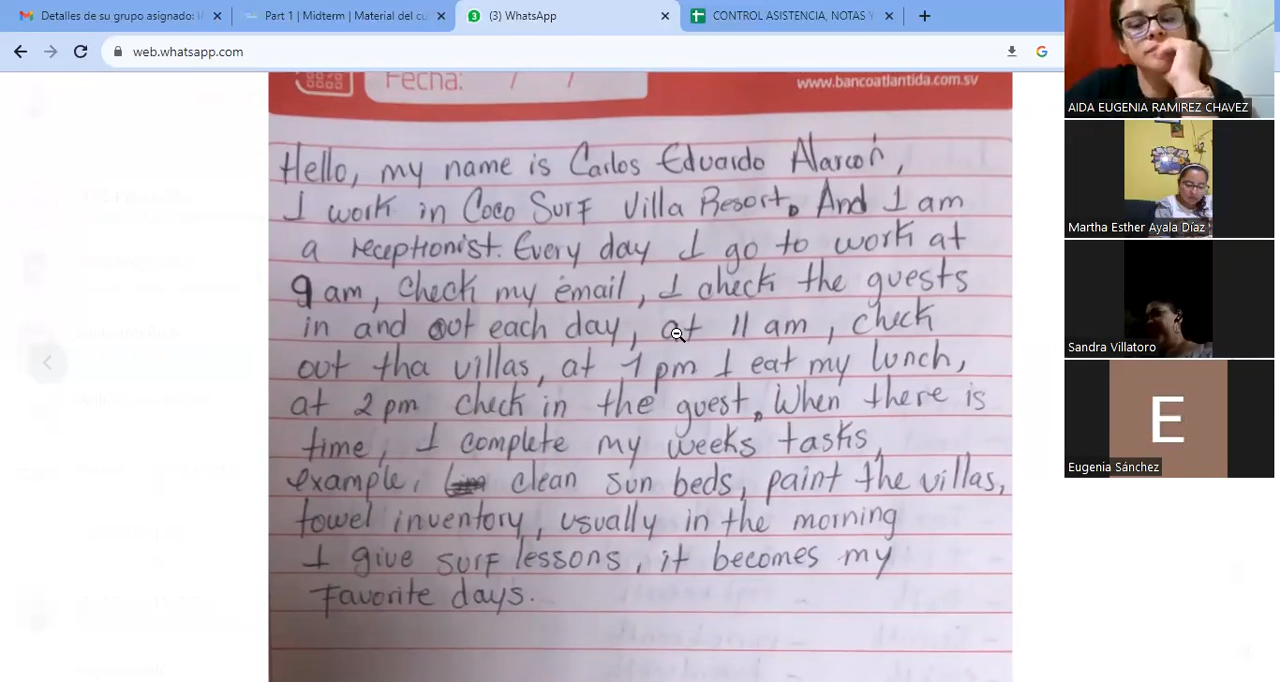 Detalles de su grupo asignado: V
Part 1 | Midterm | Material del cu
(3) WhatsApp
CONTROL ASISTENCIA, NOTAS Y
web.whatsapp.com
Fecha: / /
www.bancoatlantida.com.sv
Hello, my name is Carlos Eduardo Alarcón,
I work in Coco Surf Villa Resort. And I am
a receptionist. Every day I go to work at
9 am, check my email, I check the guests
in and out each day, at 11 am, check
out tha villas, at 1 pm I eat my lunch,
at 2 pm check in the guest. When there is
time, I complete my weeks tasks,
example, clean sun beds, paint the villas,
towel inventory, usually in the morning
I give surf lessons, it becomes my
favorite days.
AIDA EUGENIA RAMIREZ CHAVEZ
Martha Esther Ayala Díaz
Sandra Villatoro
E
Eugenia Sánchez